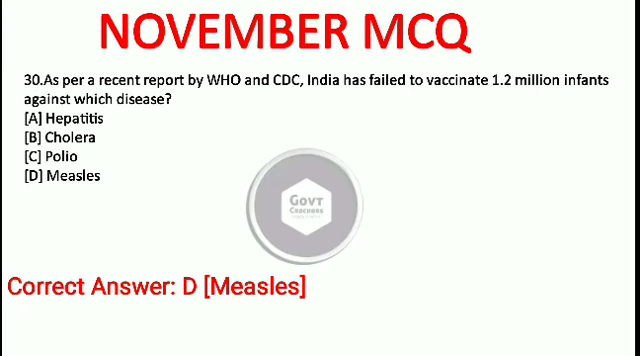 NOVEMBER MCQ
30.As per a recent report by WHO and CDC, India has failed to vaccinate 1.2 million infants
against which disease?
[A] Hepatitis
[B] Cholera
[C] Polio
[D] Measles
GOVT
CRACKERS
Correct Answer: D [Measles]